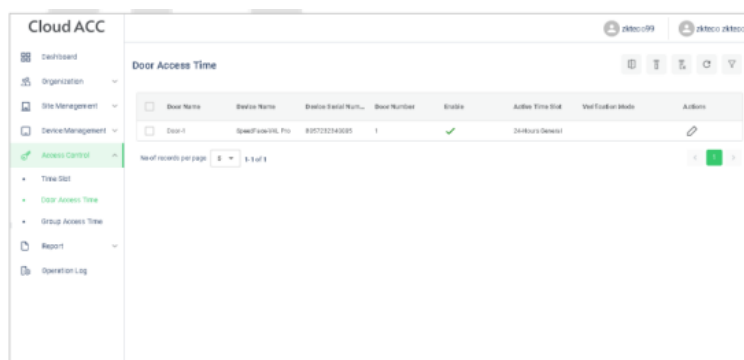 Cloud ACC
zkteco99
zkteco zkteco
Dashboard
Organization
Site Management
Device Management
Access Control
Time Slot
Door Access Time
Group Access Time
Report
Operation Log
Door Access Time
Door Name Device Name Device Serial Num... Door Number Enable Active Time Slot Verification Mode Actions
Door-1 1 24-Hours General
No of records per page 5 1-1 of 1
1